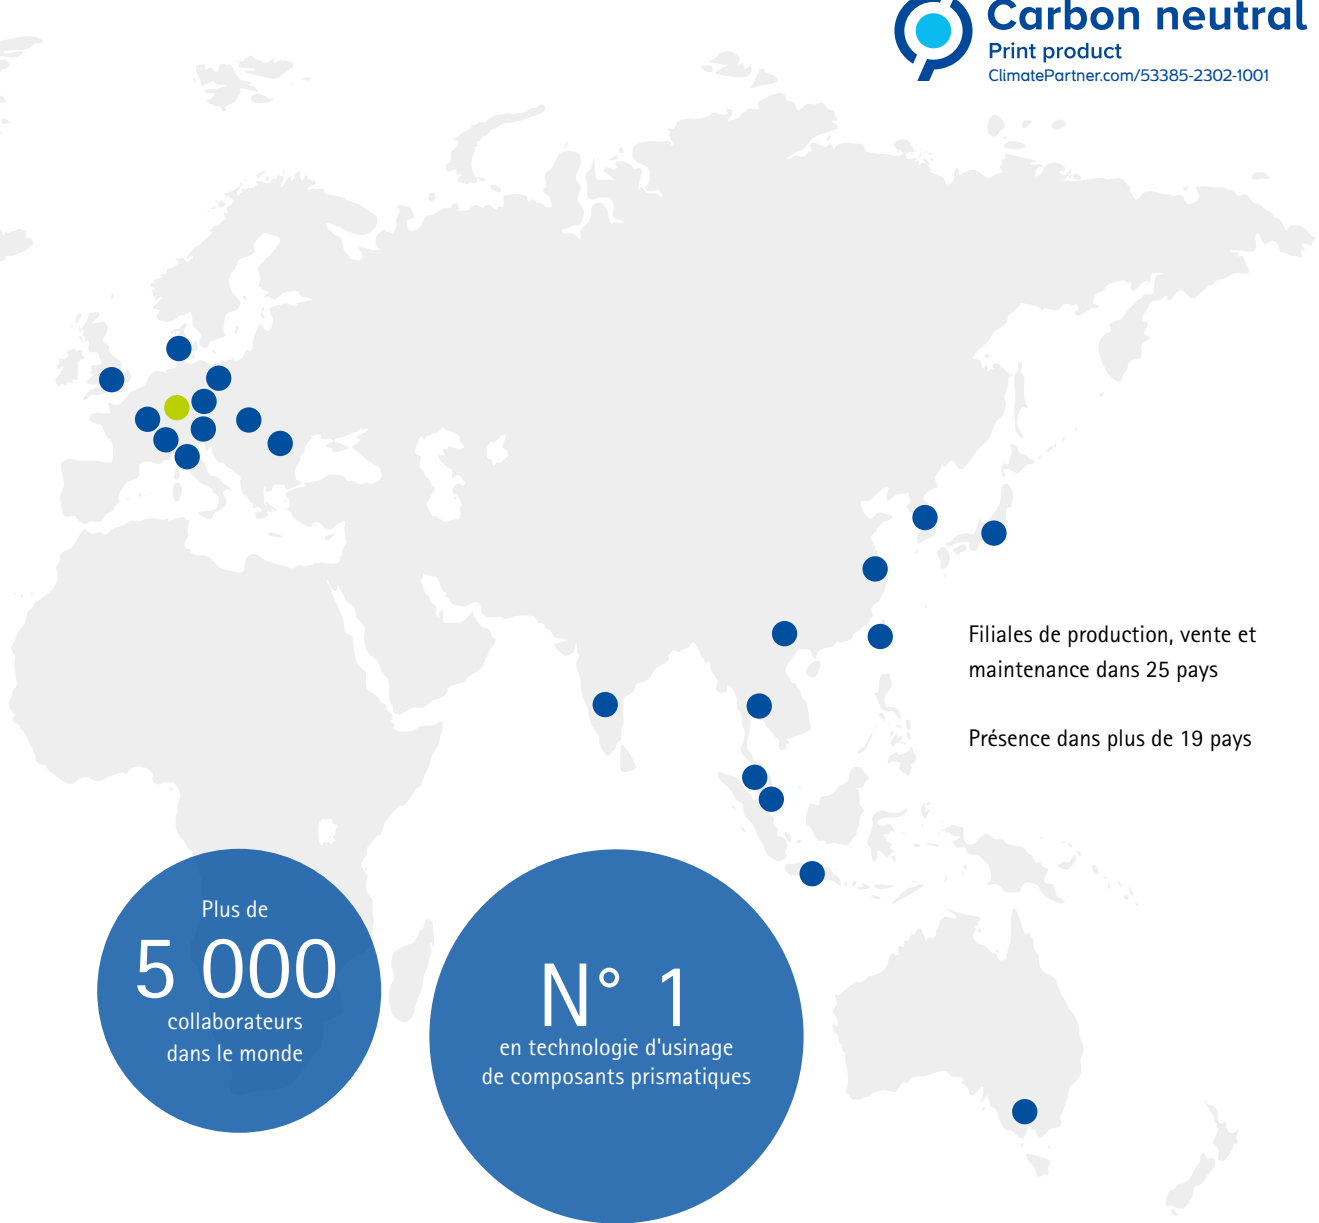 Carbon neutral
Print product
ClimatePartner.com/53385-2302-1001
Filiales de production, vente et
maintenance dans 25 pays
Présence dans plus de 19 pays
Plus de
5 000
collaborateurs
dans le monde
N° 1
en technologie d'usinage
de composants prismatiques